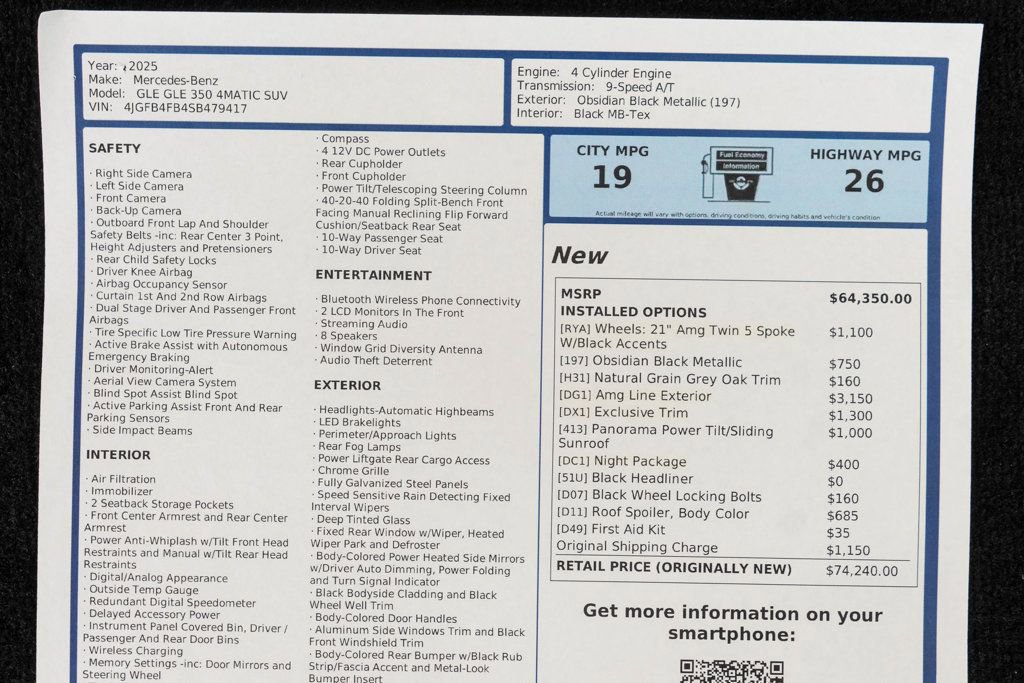 Year: 2025
Make: Mercedes-Benz
Model: GLE GLE 350 4MATIC SUV
VIN: 4JGFB4FB4SB479417
Engine: 4 Cylinder Engine
Transmission: 9-Speed A/T
Exterior: Obsidian Black Metallic (197)
Interior: Black MB-Tex
SAFETY
· Right Side Camera
· Left Side Camera
· Front Camera
· Back-Up Camera
· Outboard Front Lap And Shoulder
Safety Belts -inc: Rear Center 3 Point,
Height Adjusters and Pretensioners
· Rear Child Safety Locks
· Driver Knee Airbag
· Airbag Occupancy Sensor
· Curtain 1st And 2nd Row Airbags
· Dual Stage Driver And Passenger Front
Airbags
· Tire Specific Low Tire Pressure Warning
· Active Brake Assist with Autonomous
Emergency Braking
· Driver Monitoring-Alert
· Aerial View Camera System
· Blind Spot Assist Blind Spot
· Active Parking Assist Front And Rear
Parking Sensors
· Side Impact Beams
INTERIOR
· Air Filtration
· Immobilizer
· 2 Seatback Storage Pockets
· Front Center Armrest and Rear Center
Armrest
· Power Anti-Whiplash w/Tilt Front Head
Restraints and Manual w/Tilt Rear Head
Restraints
· Digital/Analog Appearance
· Outside Temp Gauge
· Redundant Digital Speedometer
· Delayed Accessory Power
· Instrument Panel Covered Bin, Driver /
Passenger And Rear Door Bins
· Wireless Charging
· Memory Settings -inc: Door Mirrors and
Steering Wheel
· Compass
· 4 12V DC Power Outlets
· Rear Cupholder
· Front Cupholder
· Power Tilt/Telescoping Steering Column
· 40-20-40 Folding Split-Bench Front
Facing Manual Reclining Flip Forward
Cushion/Seatback Rear Seat
· 10-Way Passenger Seat
· 10-Way Driver Seat
ENTERTAINMENT
· Bluetooth Wireless Phone Connectivity
· 2 LCD Monitors In The Front
· Streaming Audio
· 8 Speakers
· Window Grid Diversity Antenna
· Audio Theft Deterrent
EXTERIOR
· Headlights-Automatic Highbeams
· LED Brakelights
· Perimeter/Approach Lights
· Rear Fog Lamps
· Power Liftgate Rear Cargo Access
· Chrome Grille
· Fully Galvanized Steel Panels
· Speed Sensitive Rain Detecting Fixed
Interval Wipers
· Deep Tinted Glass
· Fixed Rear Window w/Wiper, Heated
Wiper Park and Defroster
· Body-Colored Power Heated Side Mirrors
w/Driver Auto Dimming, Power Folding
and Turn Signal Indicator
· Black Bodyside Cladding and Black
Wheel Well Trim
· Body-Colored Door Handles
· Aluminum Side Windows Trim and Black
Front Windshield Trim
· Body-Colored Rear Bumper w/Black Rub
Strip/Fascia Accent and Metal-Look
Bumper Insert
CITY MPG
19
Fuel Economy
Information
HIGHWAY MPG
26
Actual mileage will vary with options, driving conditions, driving habits and vehicle's condition
New
MSRP $64,350.00
INSTALLED OPTIONS
[RYA] Wheels: 21" Amg Twin 5 Spoke $1,100
W/Black Accents
[197] Obsidian Black Metallic $750
[H31] Natural Grain Grey Oak Trim $160
[DG1] Amg Line Exterior $3,150
[DX1] Exclusive Trim $1,300
[413] Panorama Power Tilt/Sliding $1,000
Sunroof
[DC1] Night Package $400
[51U] Black Headliner $0
[D07] Black Wheel Locking Bolts $160
[D11] Roof Spoiler, Body Color $685
[D49] First Aid Kit $35
Original Shipping Charge $1,150
RETAIL PRICE (ORIGINALLY NEW) $74,240.00
Get more information on your
smartphone: